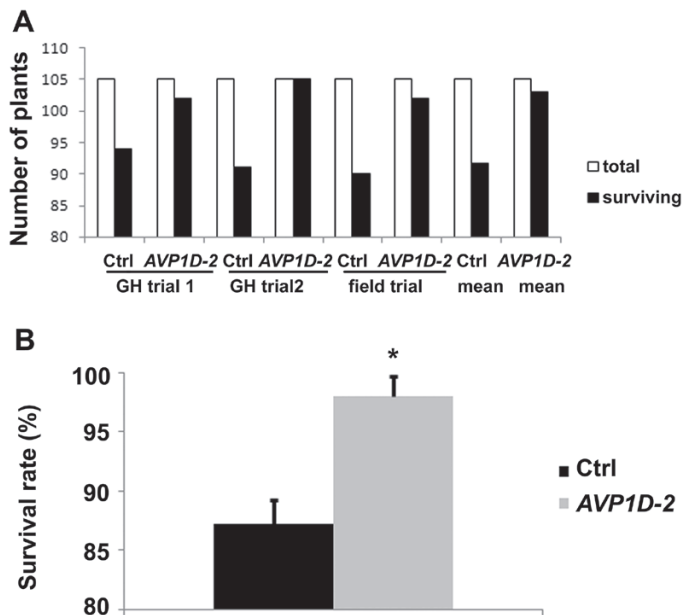 A
Number of plants
110
105
100
95
90
85
80
total
surviving
Ctrl AVP1D-2 Ctrl AVP1D-2 Ctrl AVP1D-2 Ctrl AVP1D-2
GH trial 1 GH trial2 field trial mean mean
B
Survival rate (%)
100
95
90
85
80
*
Ctrl
AVP1D-2